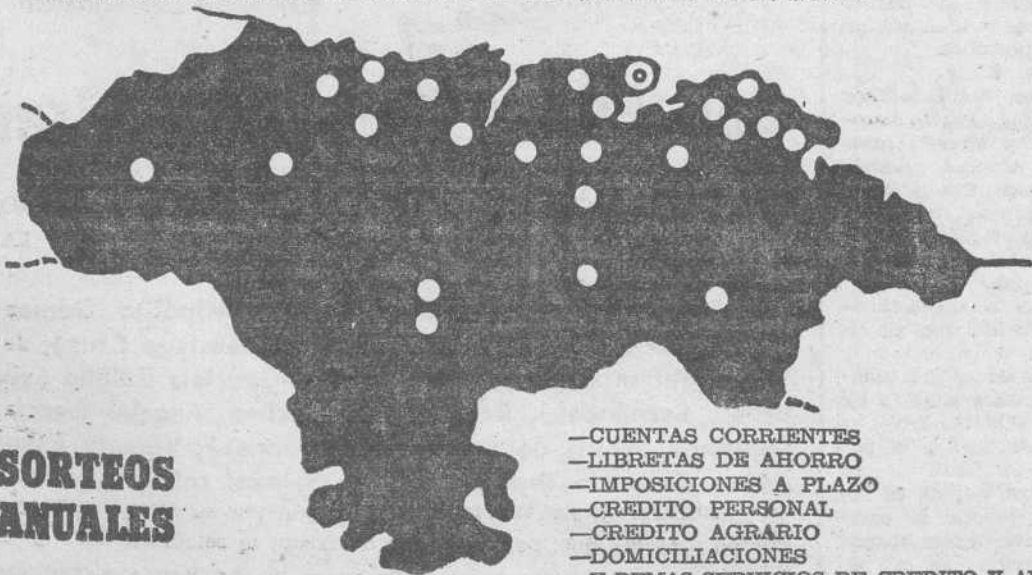 SORTEOS
ANUALES
—CUENTAS CORRIENTES
—LIBRETAS DE AHORRO
—IMPOSICIONES A PLAZO
—CREDITO PERSONAL
—CREDITO AGRARIO
—DOMICILIACIONES